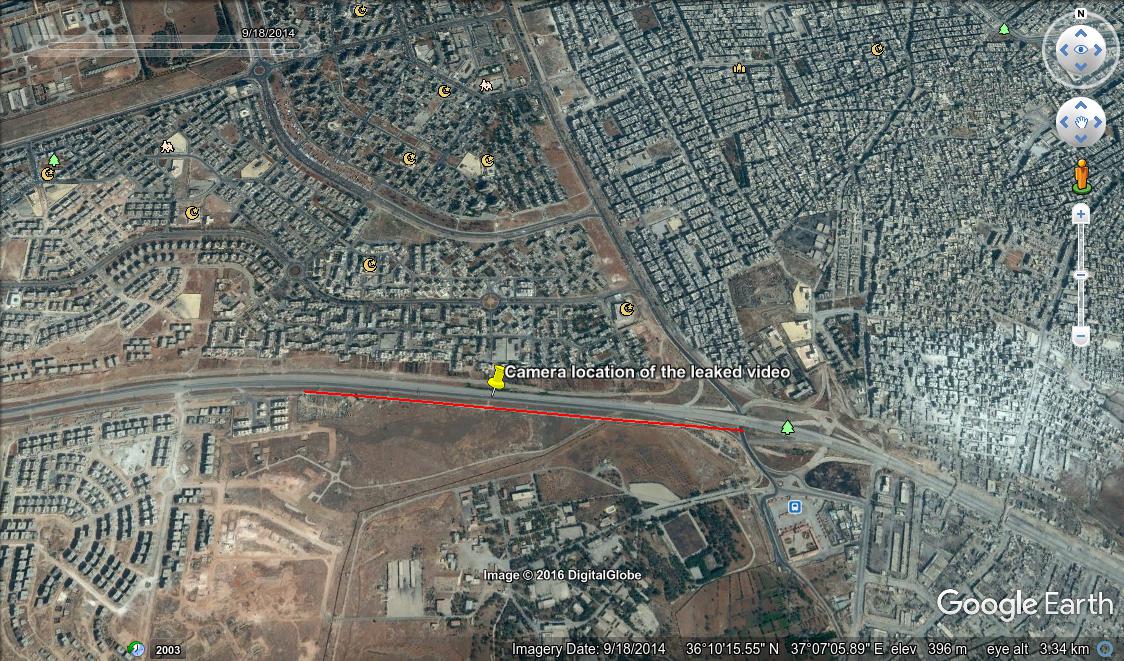 9/18/2014
N
Camera location of the leaked video
Image © 2016 DigitalGlobe
Google Earth
2003
Imagery Date: 9/18/2014 36°10'15.55" N 37°07'05.89" E elev 396 m eye alt 3:34 km